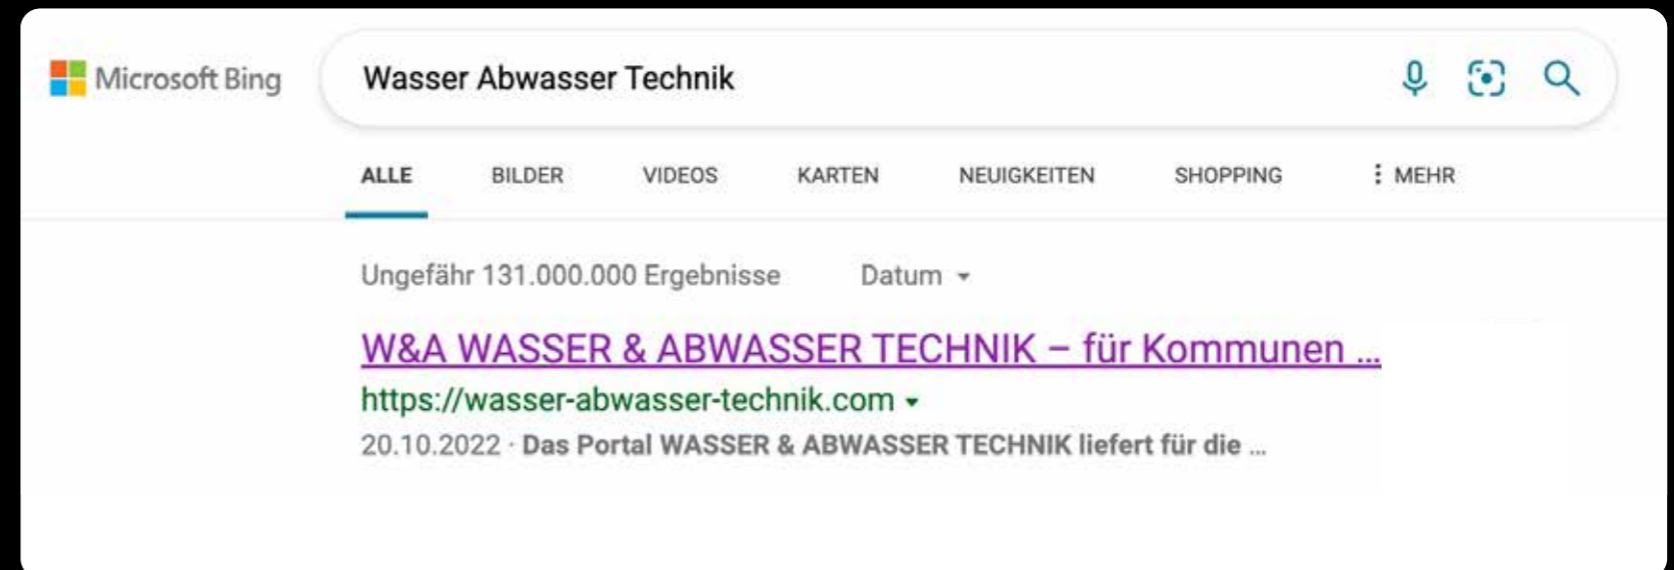 Microsoft Bing
Wasser Abwasser Technik
ALLE BILDER VIDEOS KARTEN NEUIGKEITEN SHOPPING MEHR
Ungefähr 131.000.000 Ergebnisse Datum
W&A WASSER & ABWASSER TECHNIK – für Kommunen ...
https://wasser-abwasser-technik.com
20.10.2022 · Das Portal WASSER & ABWASSER TECHNIK liefert für die ...